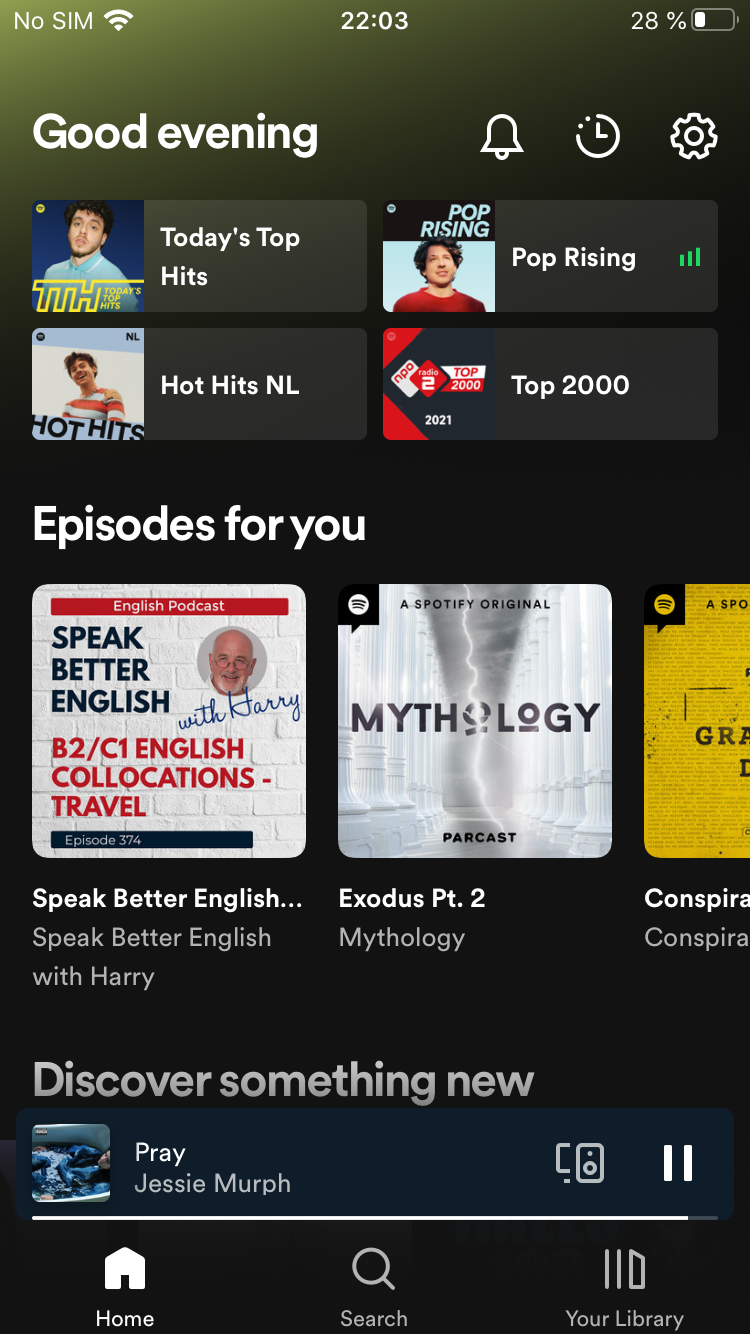 No SIM
22:03
28 %
Good evening
TODAY'S
TOP
HITS
Today's Top
Hits
POP
RISING
Pop Rising
NL
HOT HITS
Hot Hits NL
npo
radio
2
TOP
2000
2021
Top 2000
Episodes for you
English Podcast
SPEAK
BETTER
ENGLISH
with Harry
B2/C1 ENGLISH
COLLOCATIONS -
TRAVEL
Episode 374
A SPOTIFY ORIGINAL
MYTHOLOGY
PARCAST
A SPO
GRA
D
Speak Better English...
Speak Better English
with Harry
Exodus Pt. 2
Mythology
Conspira
Conspira
Discover something new
Pray
Jessie Murph
Home
Search
Your Library